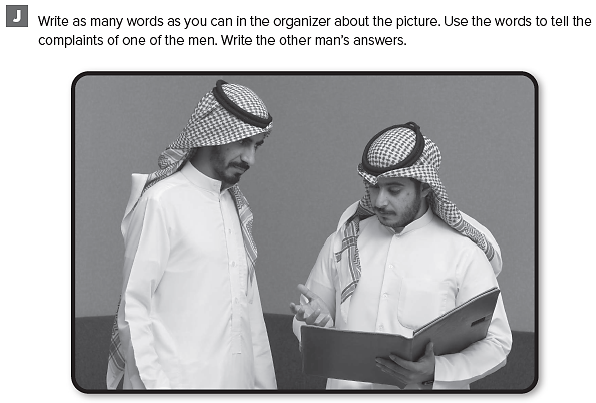 J Write as many words as you can in the organizer about the picture. Use the words to tell the
complaints of one of the men. Write the other man's answers.